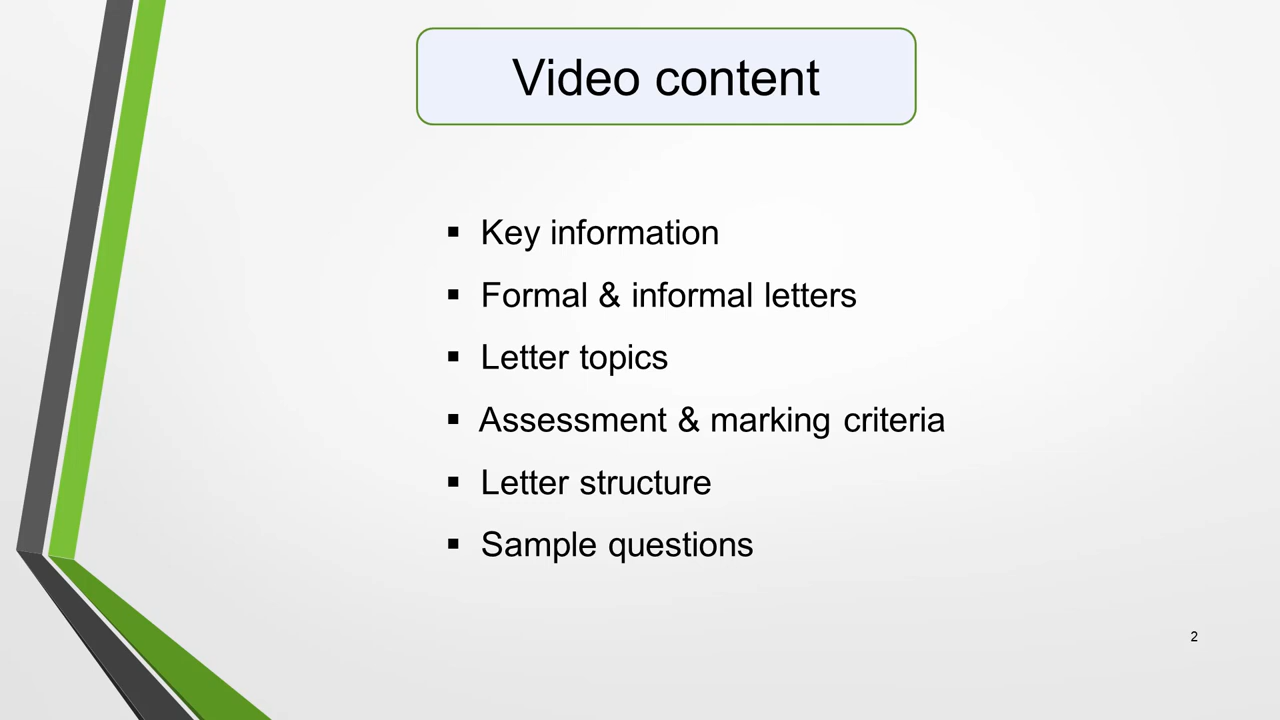 Video content
▪ Key information
▪ Formal & informal letters
▪ Letter topics
▪ Assessment & marking criteria
▪ Letter structure
▪ Sample questions
2